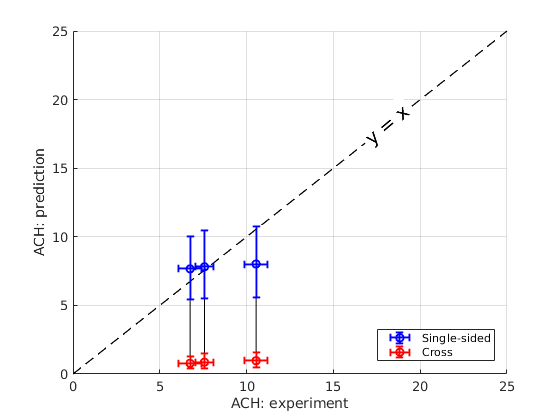 25
20
15
10
5
0
ACH: prediction
y = x
Single-sided
Cross
0 5 10 15 20 25
ACH: experiment